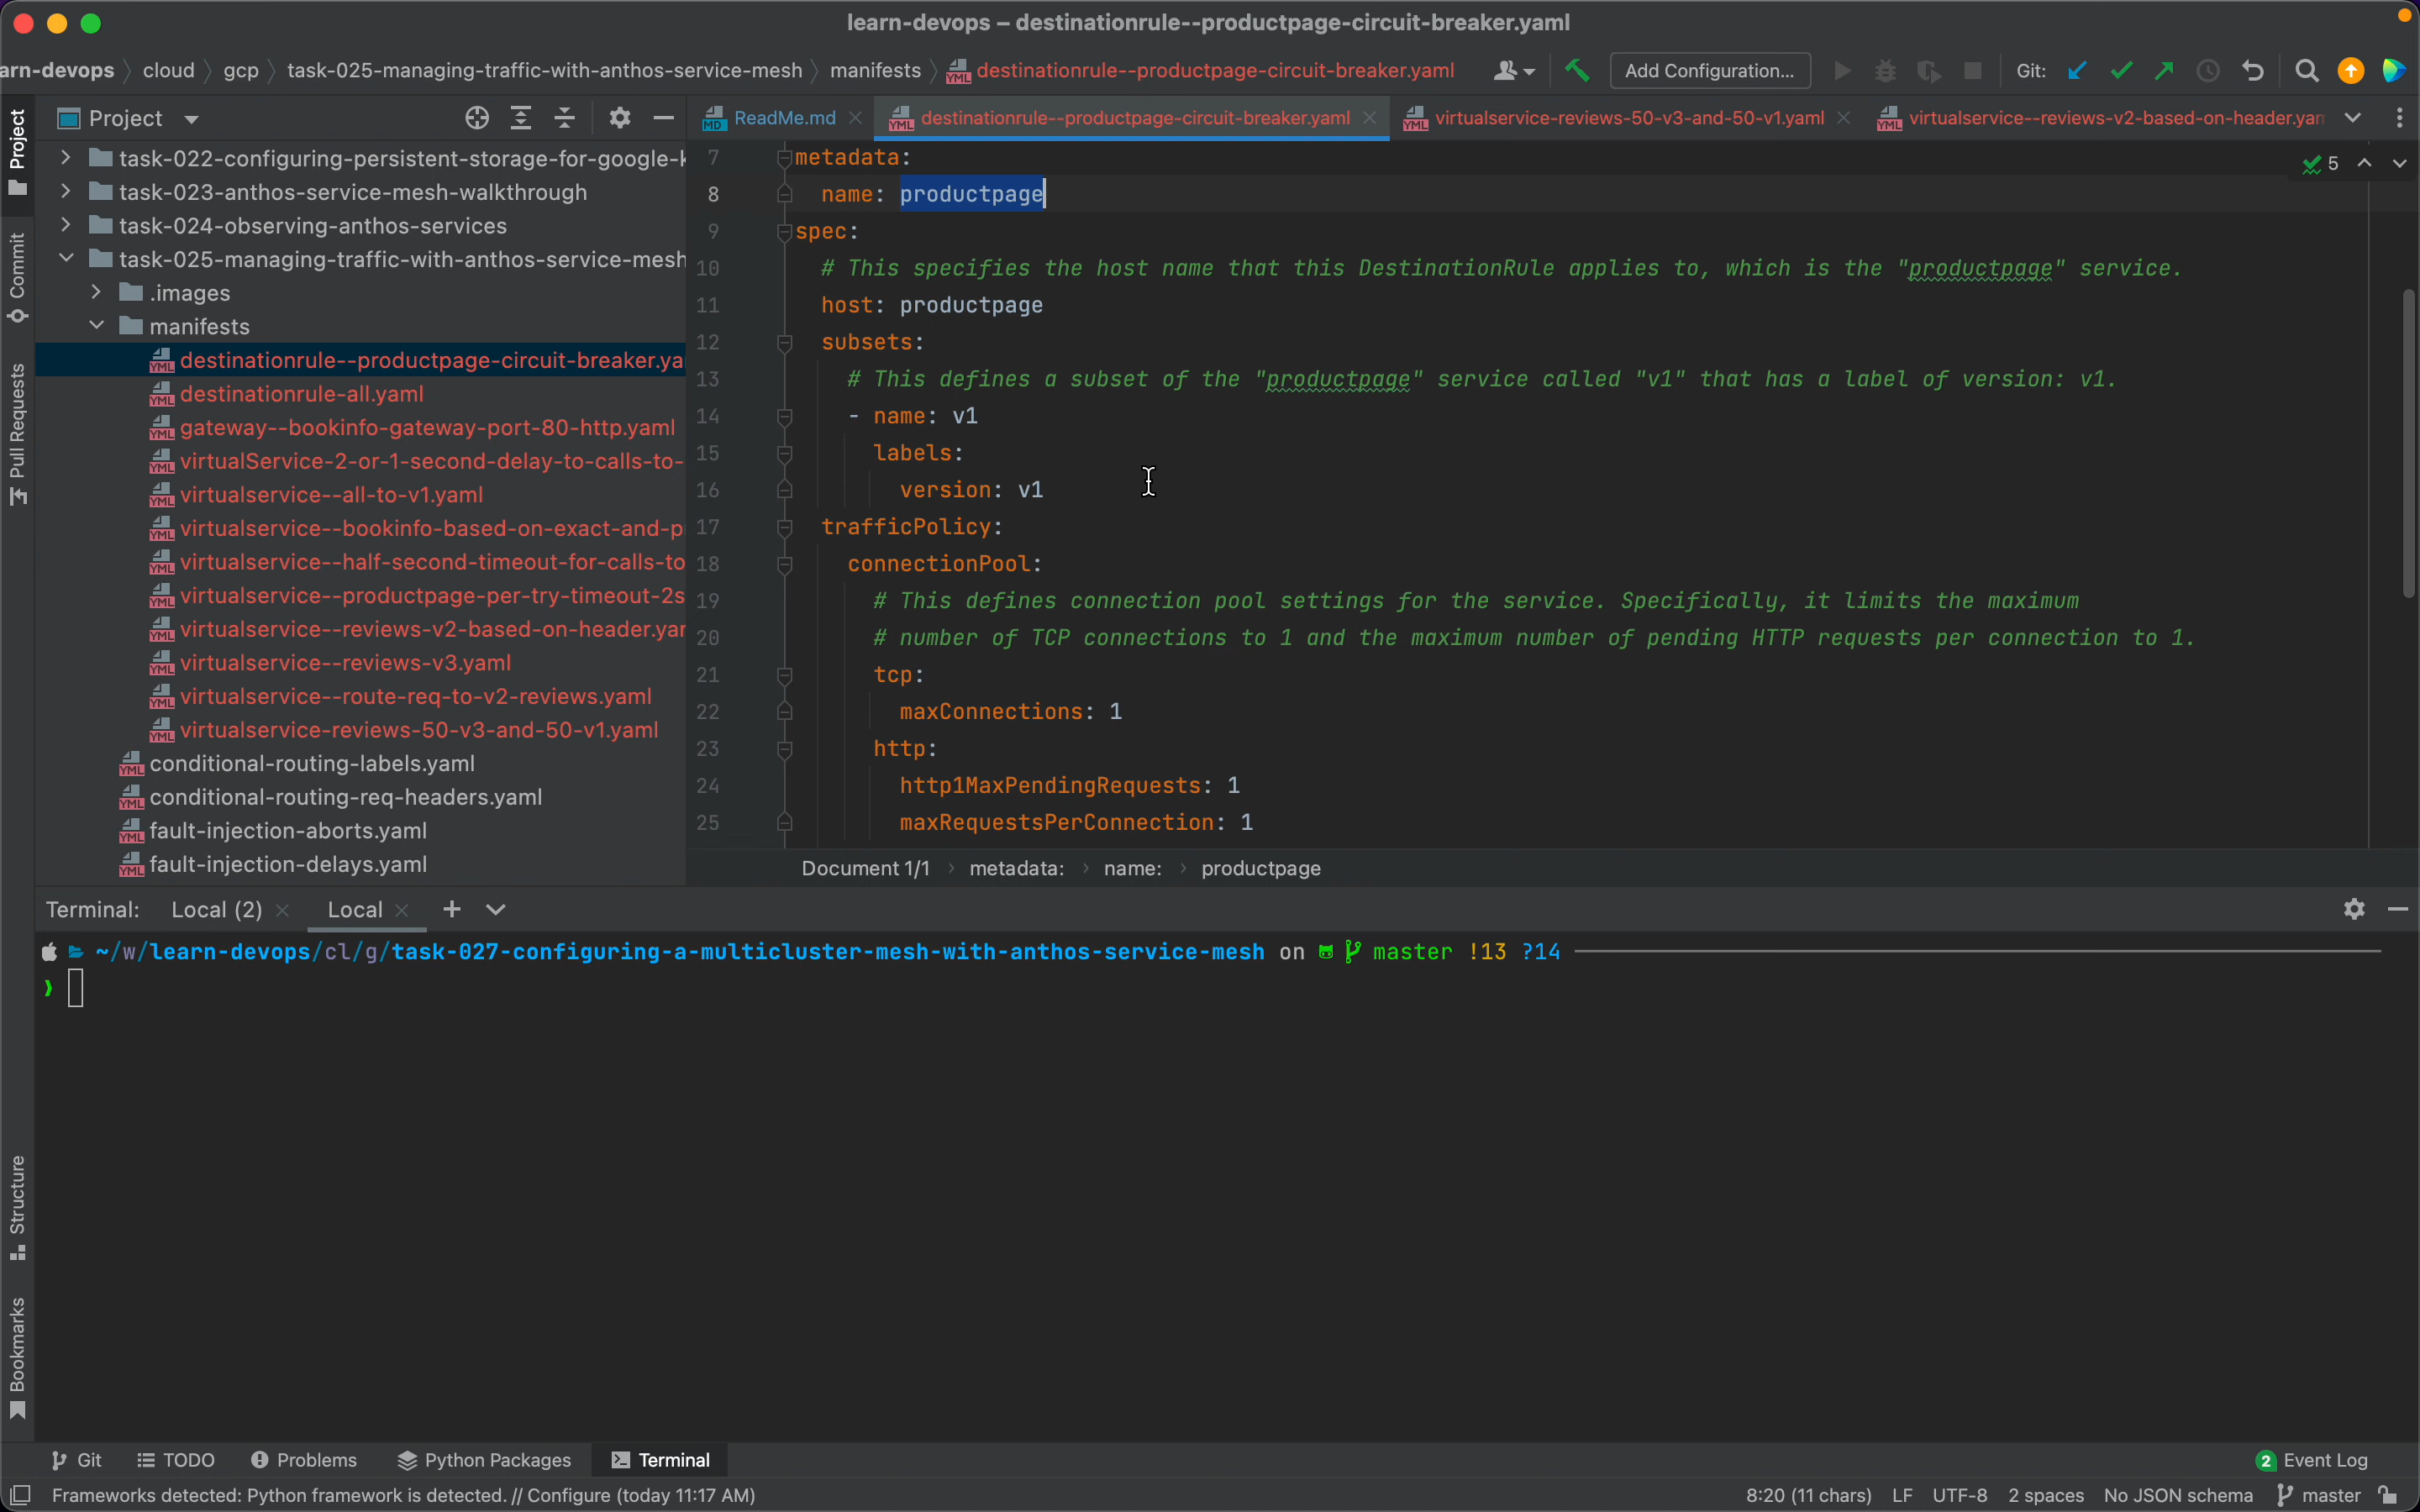 learn-devops – destinationrule--productpage-circuit-breaker.yaml
arn-devops cloud gcp task-025-managing-traffic-with-anthos-service-mesh manifests destinationrule--productpage-circuit-breaker.yaml Add Configuration... Git:
Project
Commit
Pull Requests
Structure
Bookmarks
Project
task-022-configuring-persistent-storage-for-google-k
task-023-anthos-service-mesh-walkthrough
task-024-observing-anthos-services
task-025-managing-traffic-with-anthos-service-mesh
.images
manifests
destinationrule--productpage-circuit-breaker.ya
destinationrule-all.yaml
gateway--bookinfo-gateway-port-80-http.yaml
virtualService-2-or-1-second-delay-to-calls-to-
virtualservice--all-to-v1.yaml
virtualservice--bookinfo-based-on-exact-and-p
virtualservice--half-second-timeout-for-calls-to
virtualservice--productpage-per-try-timeout-2s
virtualservice--reviews-v2-based-on-header.yar
virtualservice--reviews-v3.yaml
virtualservice--route-req-to-v2-reviews.yaml
virtualservice-reviews-50-v3-and-50-v1.yaml
conditional-routing-labels.yaml
conditional-routing-req-headers.yaml
fault-injection-aborts.yaml
fault-injection-delays.yaml
ReadMe.md destinationrule--productpage-circuit-breaker.yaml virtualservice-reviews-50-v3-and-50-v1.yaml virtualservice--reviews-v2-based-on-header.yan
5
7 metadata:
8 name: productpage
9 spec:
10 # This specifies the host name that this DestinationRule applies to, which is the "productpage" service.
11 host: productpage
12 subsets:
13 # This defines a subset of the "productpage" service called "v1" that has a label of version: v1.
14 - name: v1
15 labels:
16 version: v1
17 trafficPolicy:
18 connectionPool:
19 # This defines connection pool settings for the service. Specifically, it limits the maximum
20 # number of TCP connections to 1 and the maximum number of pending HTTP requests per connection to 1.
21 tcp:
22 maxConnections: 1
23 http:
24 http1MaxPendingRequests: 1
25 maxRequestsPerConnection: 1
Document 1/1 › metadata: › name: › productpage
Terminal: Local (2) Local
~/w/learn-devops/cl/g/task-027-configuring-a-multicluster-mesh-with-anthos-service-mesh on master !13 ?14
❯
Git TODO Problems Python Packages Terminal 2 Event Log
Frameworks detected: Python framework is detected. // Configure (today 11:17 AM) 8:20 (11 chars) LF UTF-8 2 spaces No JSON schema master